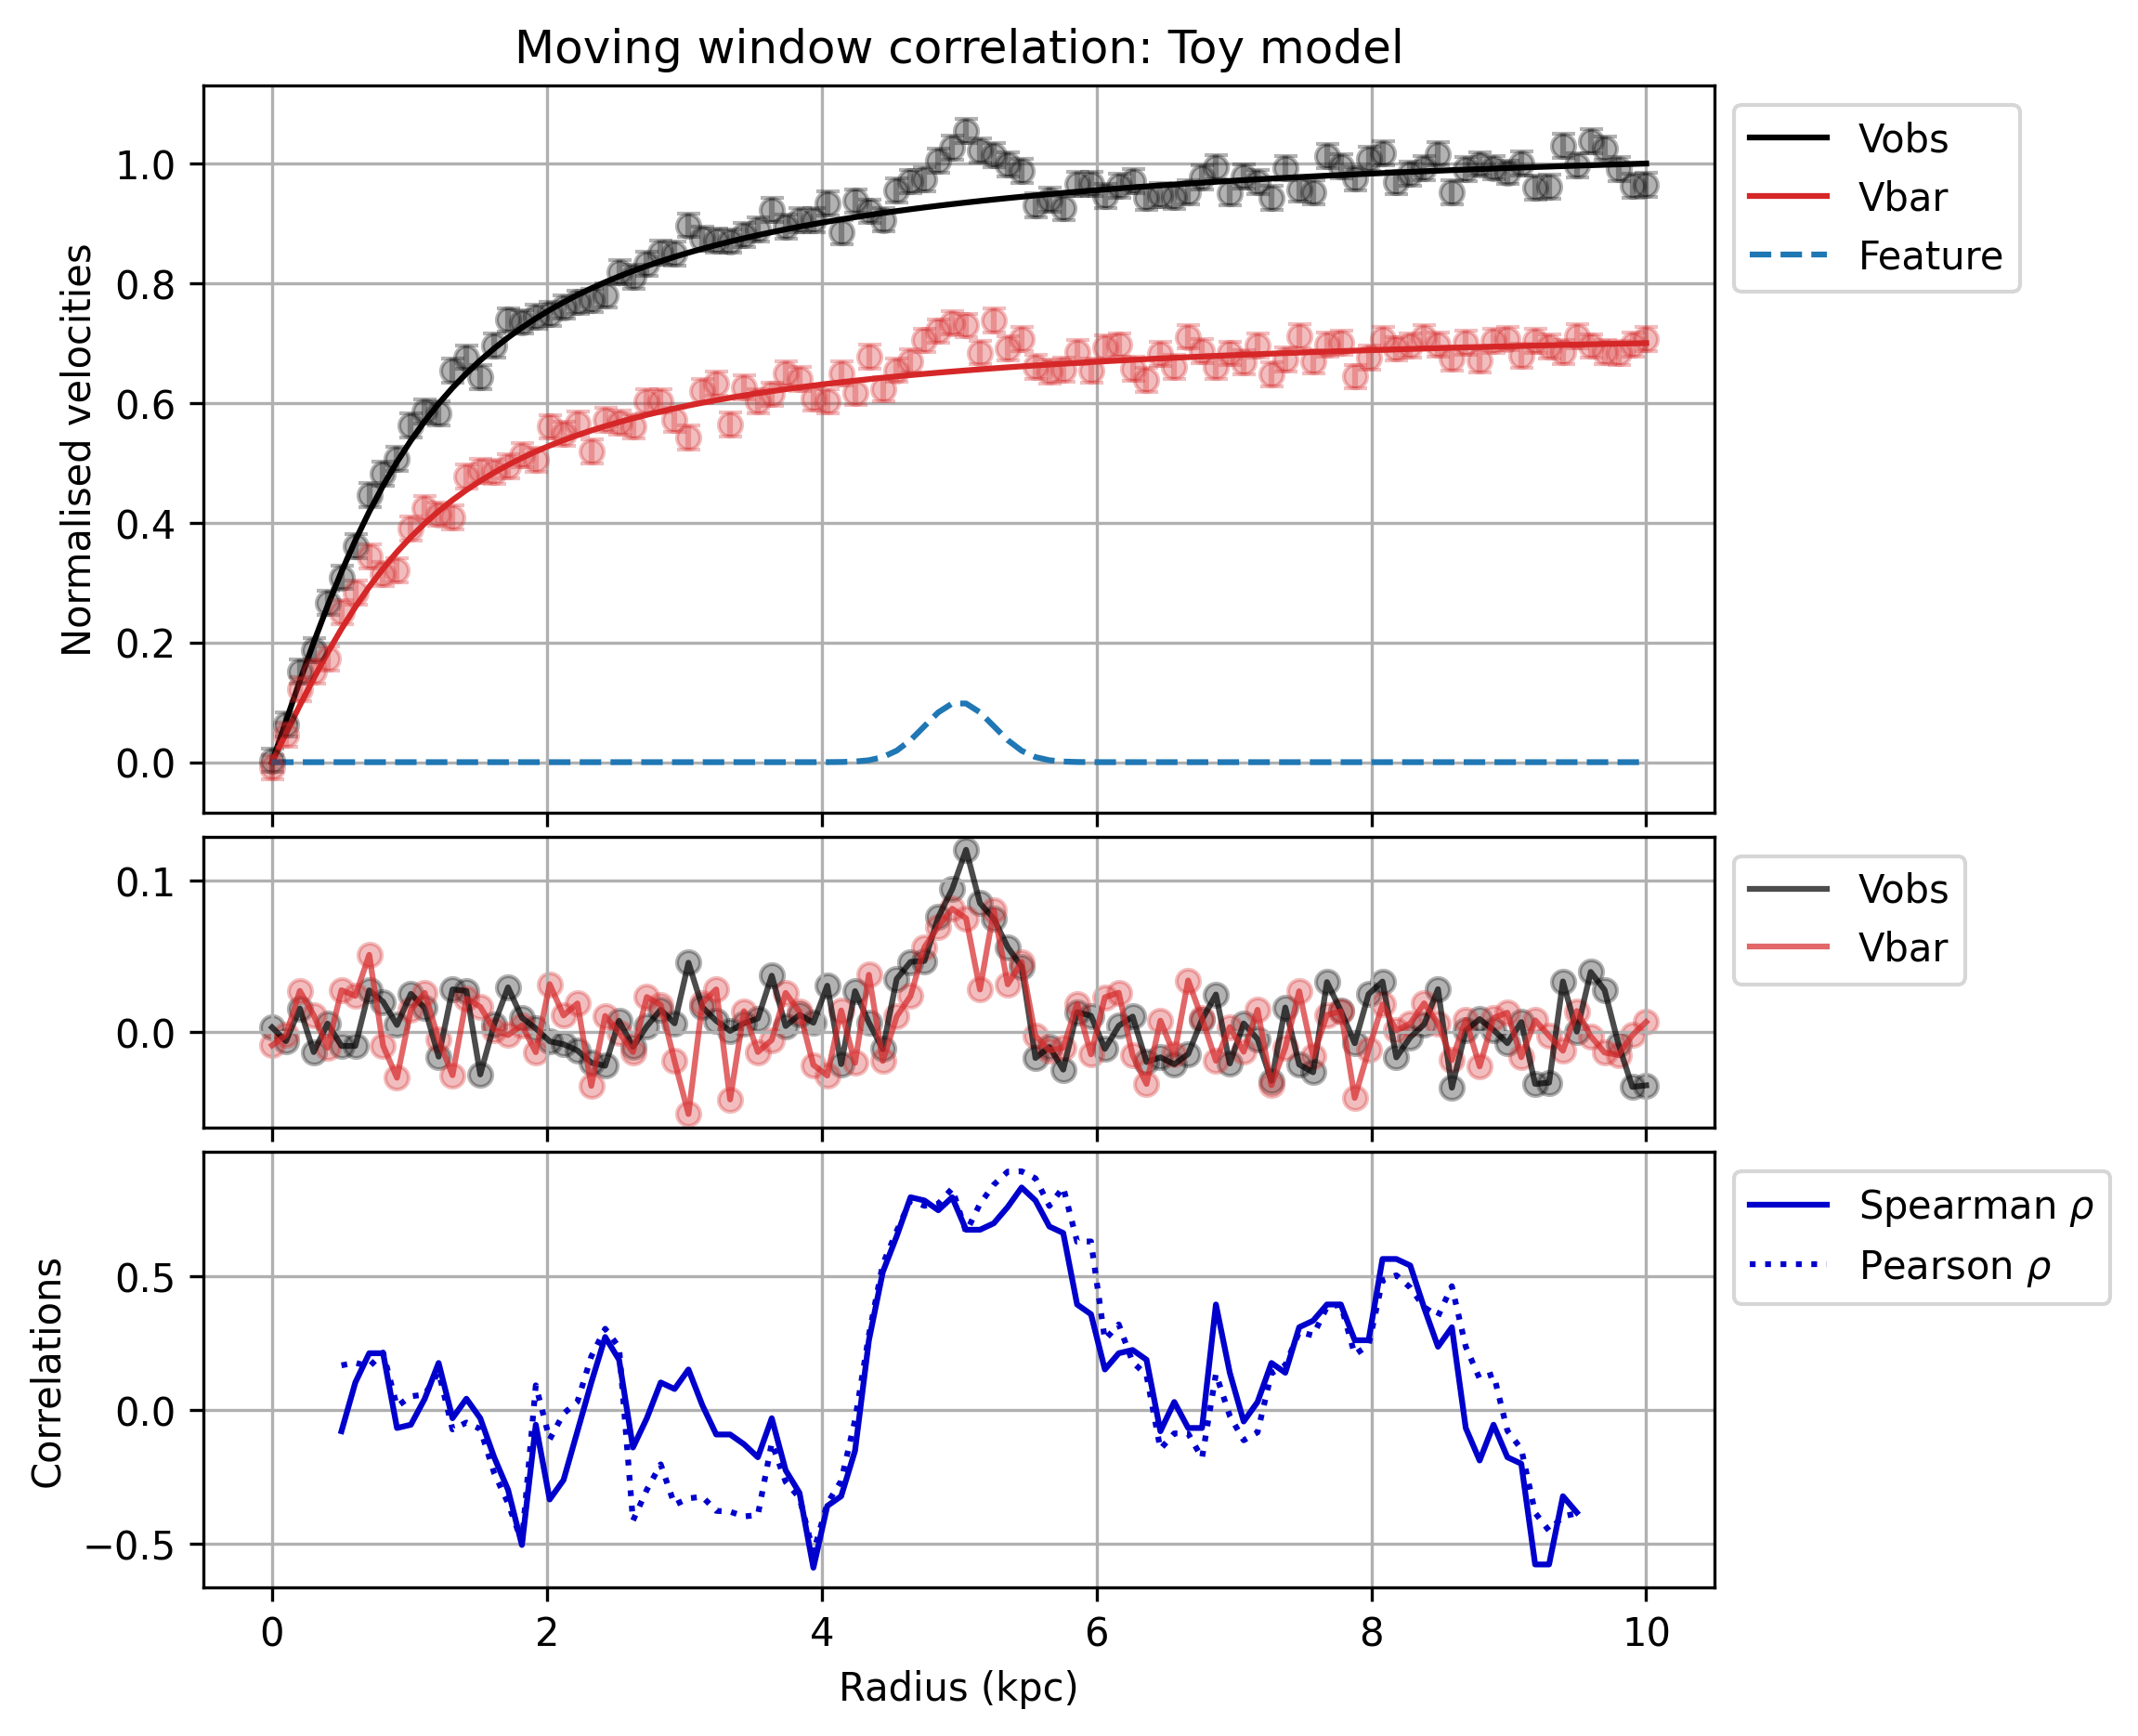 Moving window correlation: Toy model
Normalised velocities
1.0
0.8
0.6
0.4
0.2
0.0
Vobs
Vbar
Feature
0.1
0.0
Vobs
Vbar
Correlations
0.5
0.0
−0.5
Spearman ρ
Pearson ρ
0 2 4 6 8 10
Radius (kpc)